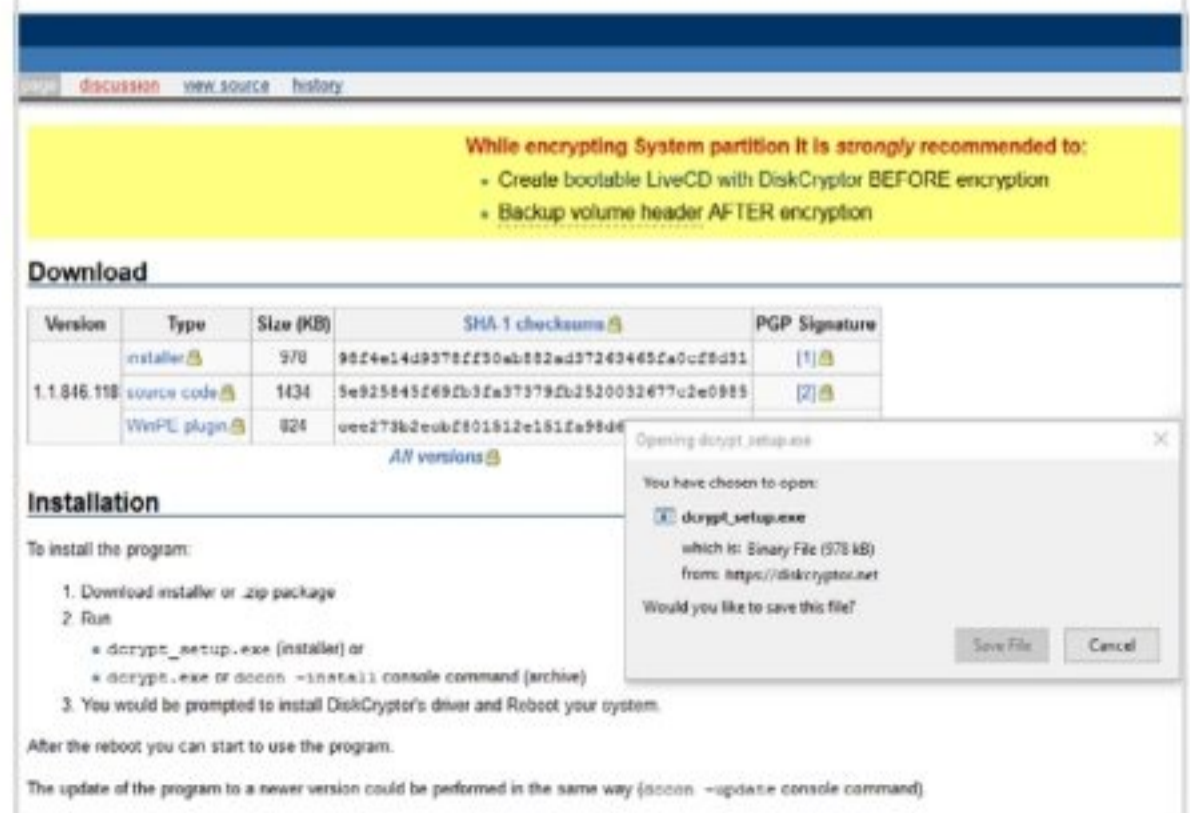 page discussion view source history
While encrypting System partition it is strongly recommended to:
Create bootable LiveCD with DiskCryptor BEFORE encryption
Backup volume header AFTER encryption
Download
Version Type Size (KB) SHA-1 checksums PGP Signature
installer 978 [1]
1.1.846.118 source code 1434 [2]
WinPE plugin 824
All versions
Opening dcrypt_setup.exe
You have chosen to open:
dcrypt_setup.exe
which is: Binary File (978 kB)
from: https://diskcryptor.net
Would you like to save this file?
Save File Cancel
Installation
To install the program:
1. Download installer or .zip package
2. Run
dcrypt_setup.exe (installer) or
dcrypt.exe or dccon -install console command (archive)
3. You would be prompted to install DiskCryptor's driver and Reboot your system.
After the reboot you can start to use the program.
The update of the program to a newer version could be performed in the same way (dccon -update console command)